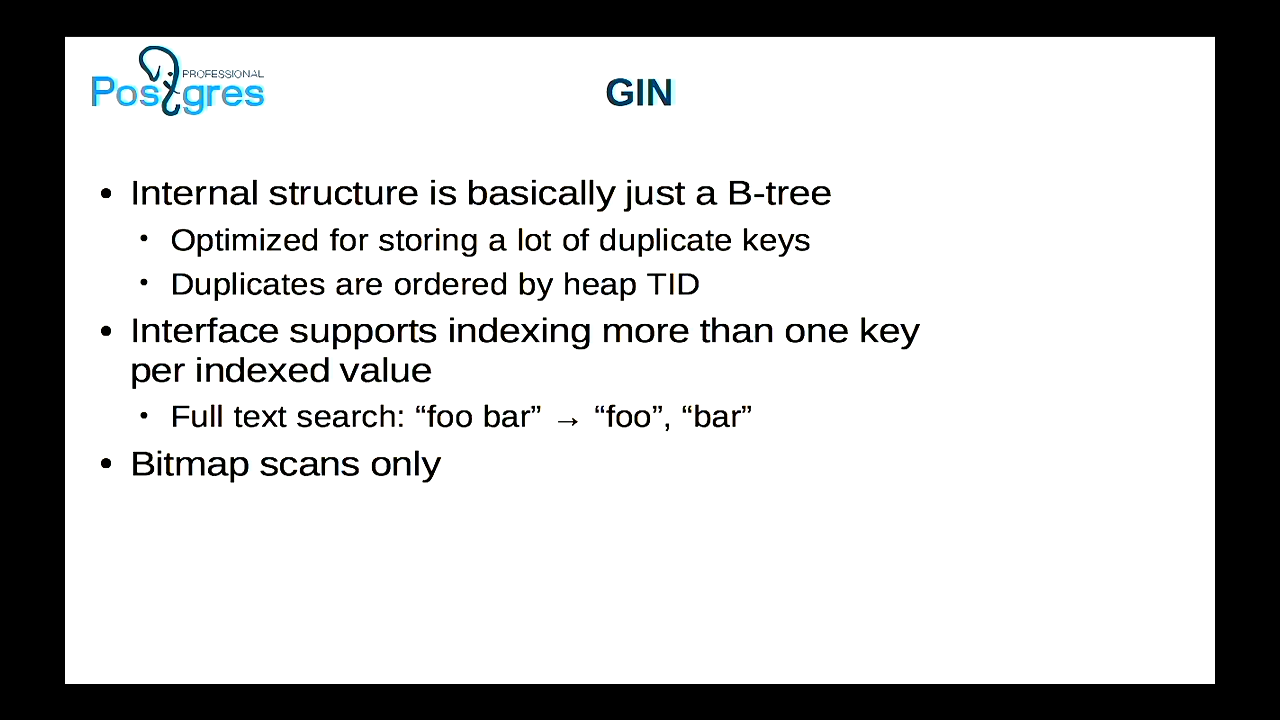 PROFESSIONAL
Postgres
GIN
• Internal structure is basically just a B-tree
• Optimized for storing a lot of duplicate keys
• Duplicates are ordered by heap TID
• Interface supports indexing more than one key
per indexed value
• Full text search: “foo bar” → “foo”, “bar”
• Bitmap scans only